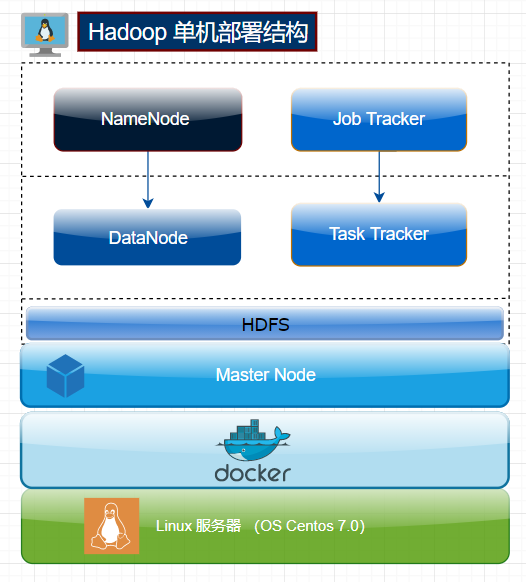 Hadoop 单机部署结构
NameNode
Job Tracker
DataNode
Task Tracker
HDFS
Master Node
docker
Linux 服务器 （OS Centos 7.0）